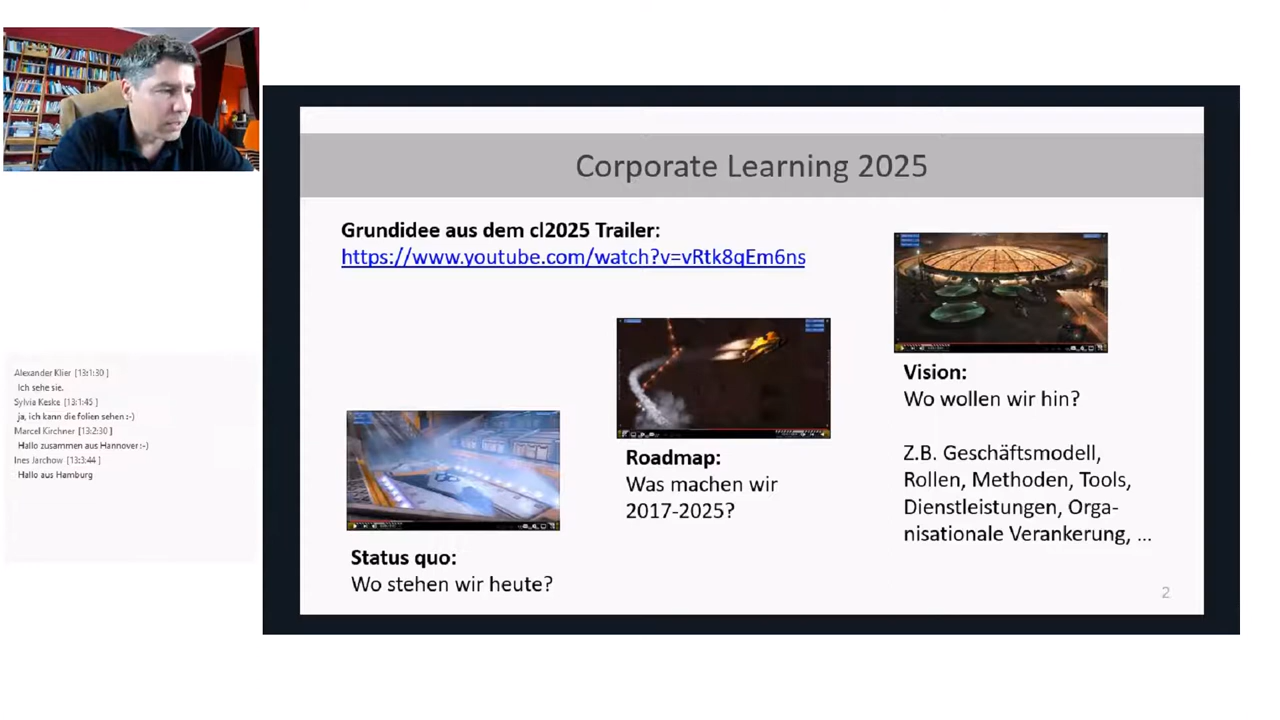 Corporate Learning 2025
Grundidee aus dem cl2025 Trailer:
https://www.youtube.com/watch?v=vRtk8qEm6ns
Status quo:
Wo stehen wir heute?
Roadmap:
Was machen wir
2017-2025?
Vision:
Wo wollen wir hin?
Z.B. Geschäftsmodell,
Rollen, Methoden, Tools,
Dienstleistungen, Orga-
nisationale Verankerung, ...
2
Alexander Klier [13:1:30 ]
Ich sehe sie.
Sylvia Keske [13:1:45 ]
ja, ich kann die folien sehen :-)
Marcel Kirchner [13:2:30 ]
Hallo zusammen aus Hannover :-)
Ines Jarchow [13:3:44 ]
Hallo aus Hamburg